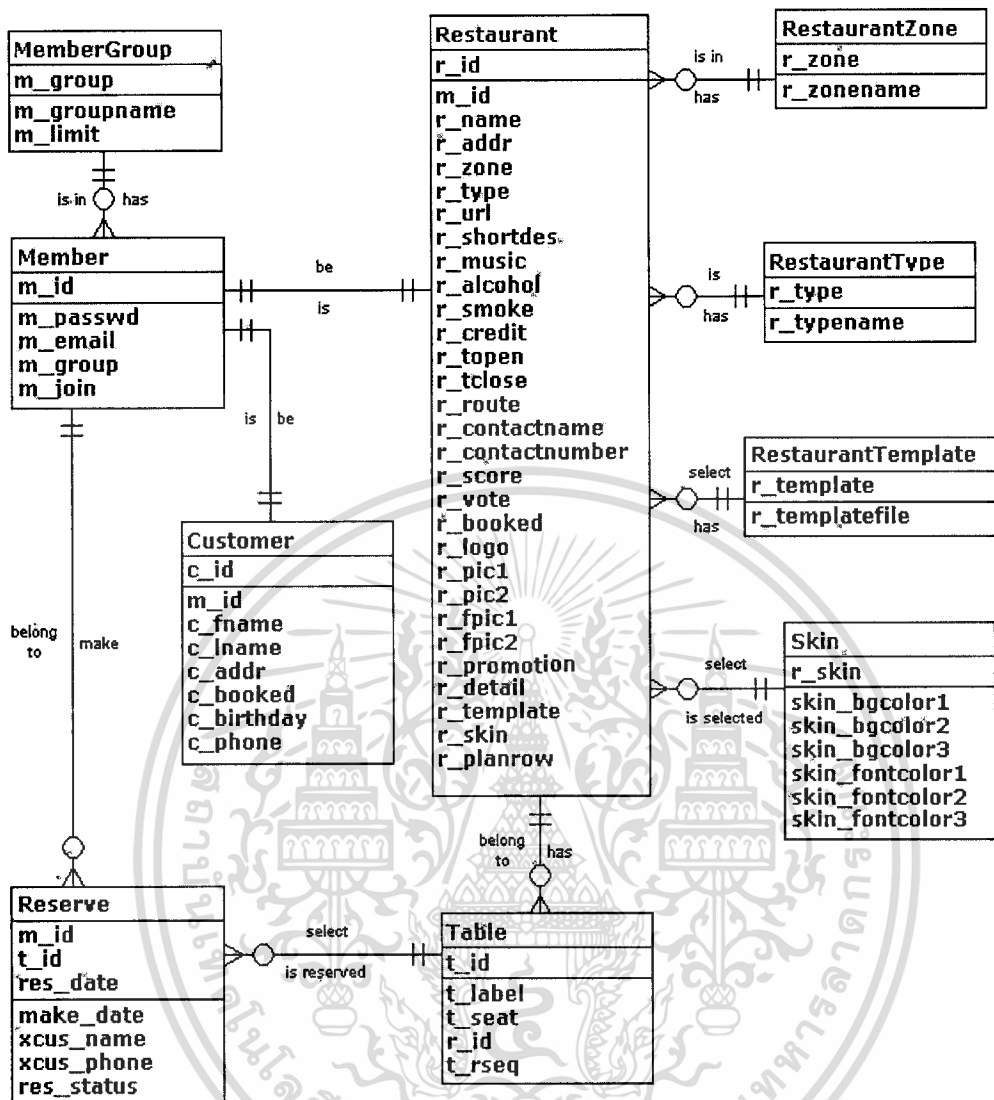 MemberGroup
m_group
m_groupname
m_limit
is in
has
Member
m_id
m_passwd
m_email
m_group
m_join
be
is
is
be
belong
to
make
Customer
c_id
m_id
c_fname
c_lname
c_addr
c_booked
c_birthday
c_phone
Restaurant
r_id
m_id
r_name
r_addr
r_zone
r_type
r_url
r_shortdes
r_music
r_alcohol
r_smoke
r_credit
r_topen
r_tclose
r_route
r_contactname
r_contactnumber
r_score
r_vote
r_booked
r_logo
r_pic1
r_pic2
r_fpic1
r_fpic2
r_promotion
r_detail
r_template
r_skin
r_planrow
is in
has
RestaurantZone
r_zone
r_zonename
is
has
RestaurantType
r_type
r_typename
select
has
RestaurantTemplate
r_template
r_templatefile
select
is selected
Skin
r_skin
skin_bgcolor1
skin_bgcolor2
skin_bgcolor3
skin_fontcolor1
skin_fontcolor2
skin_fontcolor3
belong
to
has
Reserve
m_id
t_id
res_date
make_date
xcus_name
xcus_phone
res_status
select
is reserved
Table
t_id
t_label
t_seat
r_id
t_rseq